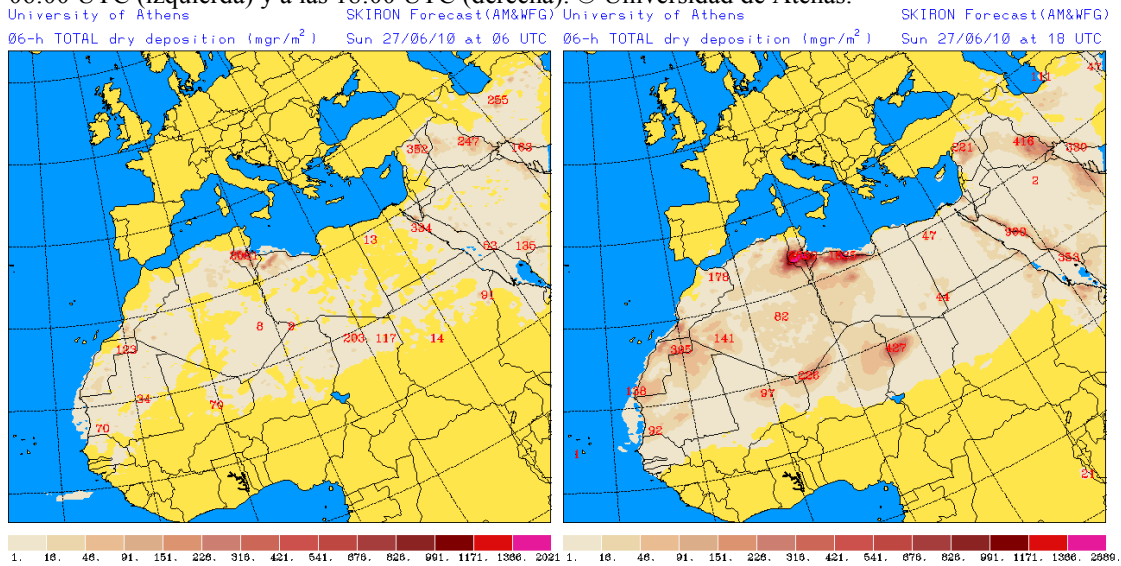 06:00 UTC (izquierda) y a las 18:00 UTC (derecha). © Universidad de Atenas.
University of Athens SKIRON Forecast(AM&WFG)
06-h TOTAL dry deposition (mgr/m²) Sun 27/06/10 at 06 UTC
255
352 247 163
334
13
63 135
91
8 9
203 117 14
123
34
70
70
1. 16. 46. 91. 151. 226. 316. 421. 541. 676. 826. 991. 1171. 1366. 2021
University of Athens SKIRON Forecast(AM&WFG)
06-h TOTAL dry deposition (mgr/m²) Sun 27/06/10 at 18 UTC
47
111
221 416 380
2
47
353
178
44
82
141
385
427
228
138 97
92
1
21
1. 16. 46. 91. 151. 226. 316. 421. 541. 676. 826. 991. 1171. 1366. 2689.